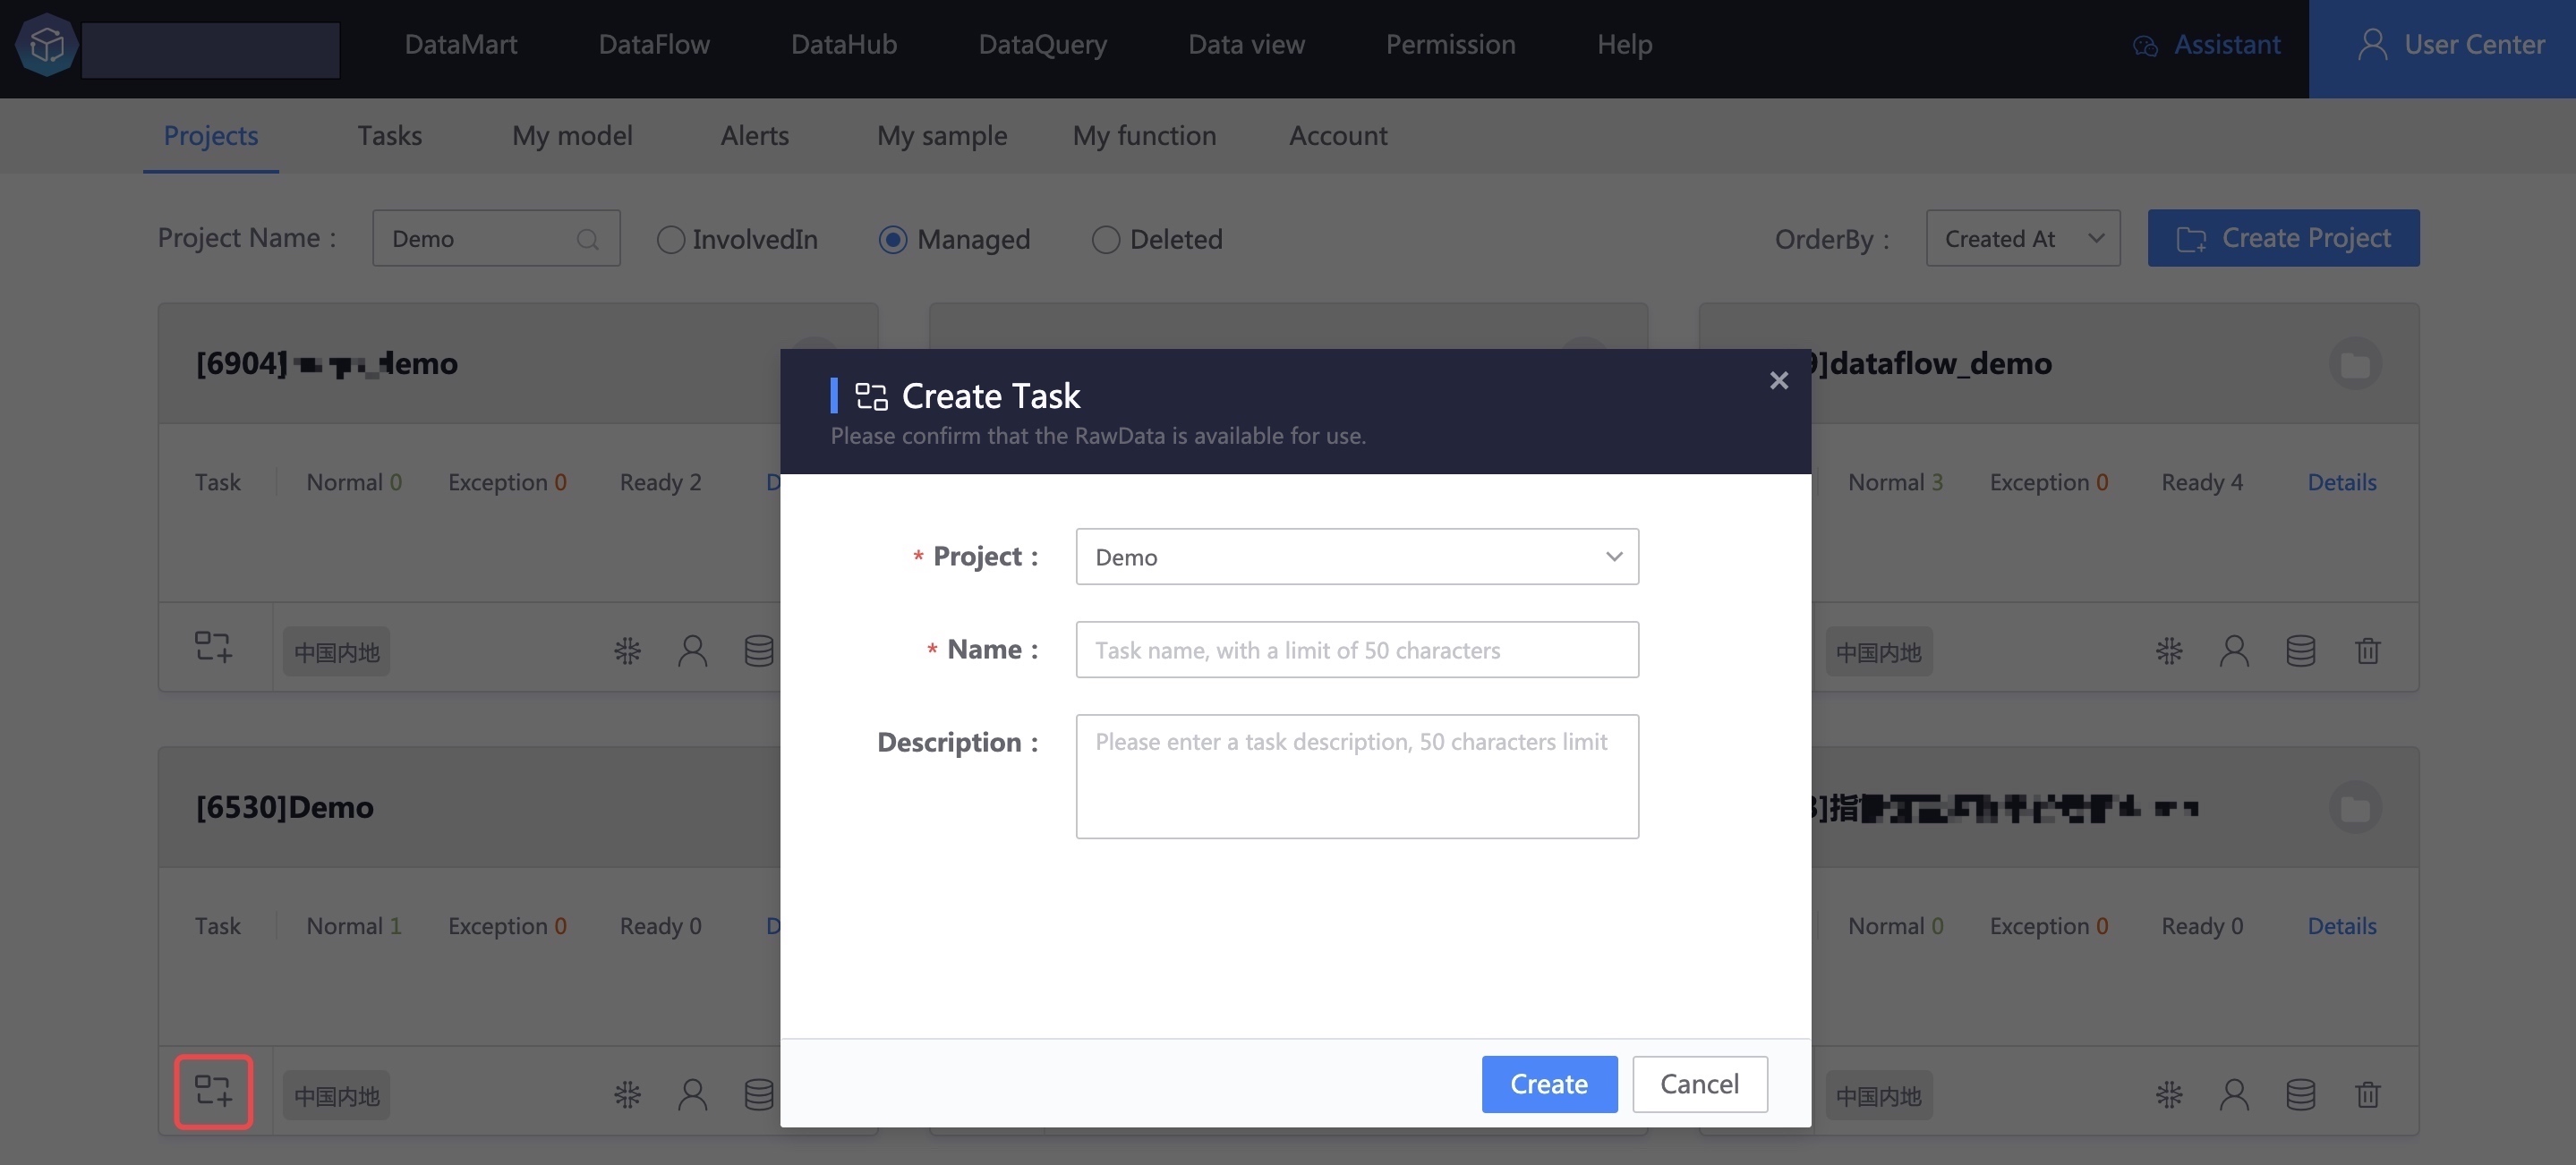 DataMart DataFlow DataHub DataQuery Data view Permission Help Assistant User Center
Projects Tasks My model Alerts My sample My function Account
Project Name : Demo InvolvedIn Managed Deleted OrderBy : Created At Create Project
[6904] demo
9]dataflow_demo
Task Normal 0 Exception 0 Ready 2 D
Normal 3 Exception 0 Ready 4 Details
中国内地
中国内地
[6530]Demo
3]指
Task Normal 1 Exception 0 Ready 0 D
Normal 0 Exception 0 Ready 0 Details
中国内地
中国内地
Create Task
Please confirm that the RawData is available for use.
* Project : Demo
* Name : Task name, with a limit of 50 characters
Description : Please enter a task description, 50 characters limit
Create Cancel